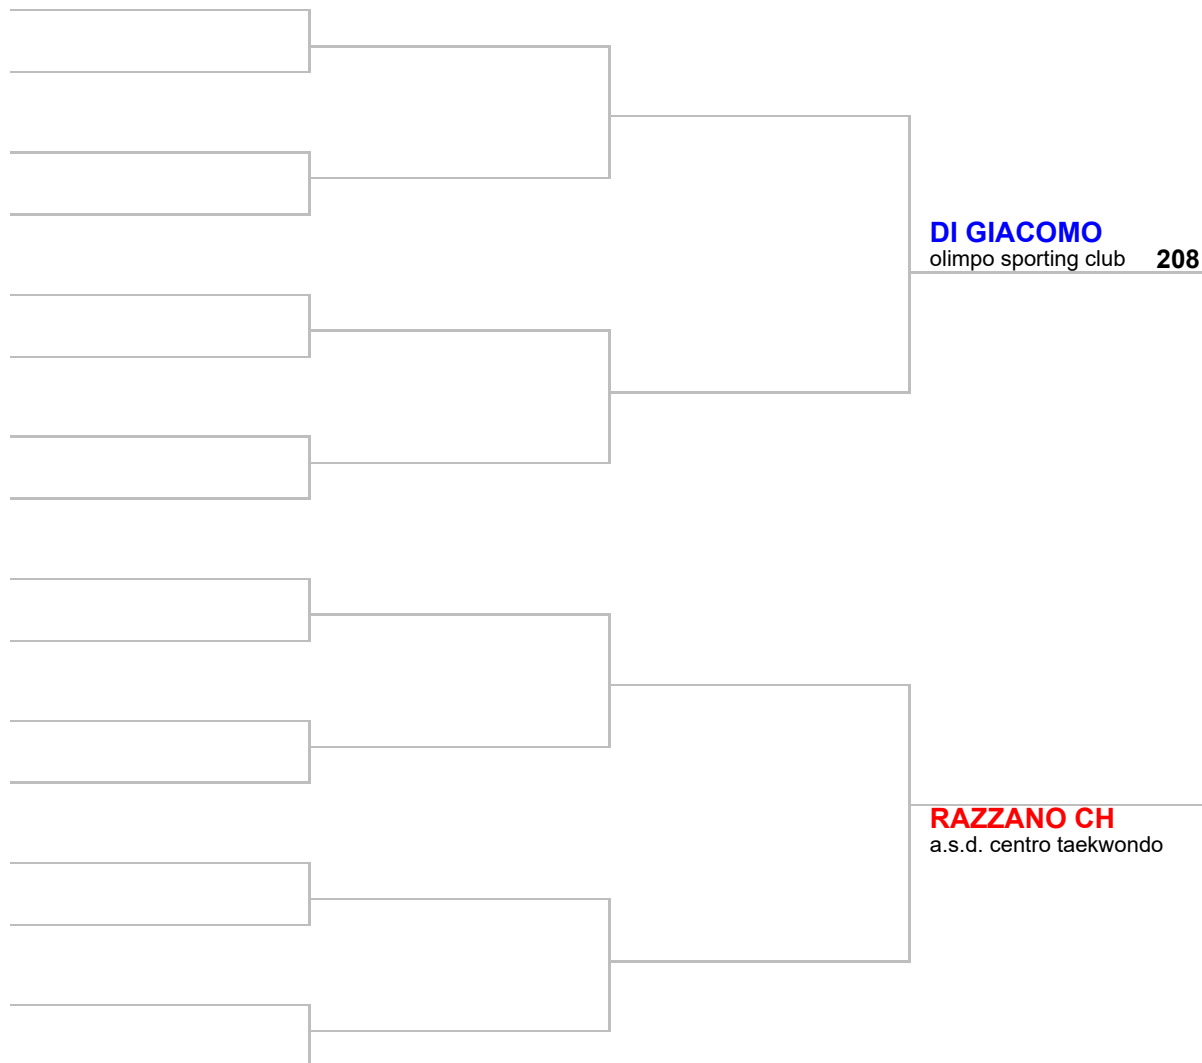 DI GIACOMO
olimpo sporting club 208
RAZZANO CH
a.s.d. centro taekwondo